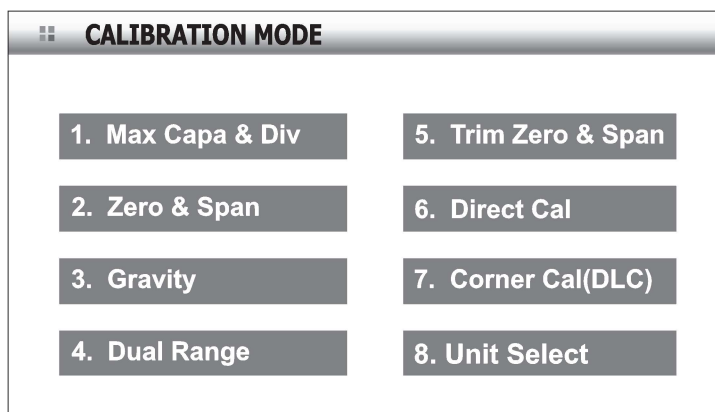 CALIBRATION MODE
1. Max Capa & Div
2. Zero & Span
3. Gravity
4. Dual Range
5. Trim Zero & Span
6. Direct Cal
7. Corner Cal(DLC)
8. Unit Select